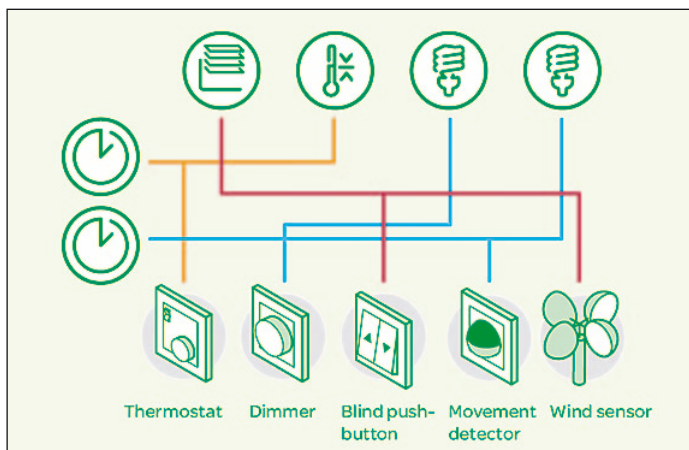 Thermostat
Dimmer
Blind push-
button
Movement
detector
Wind sensor